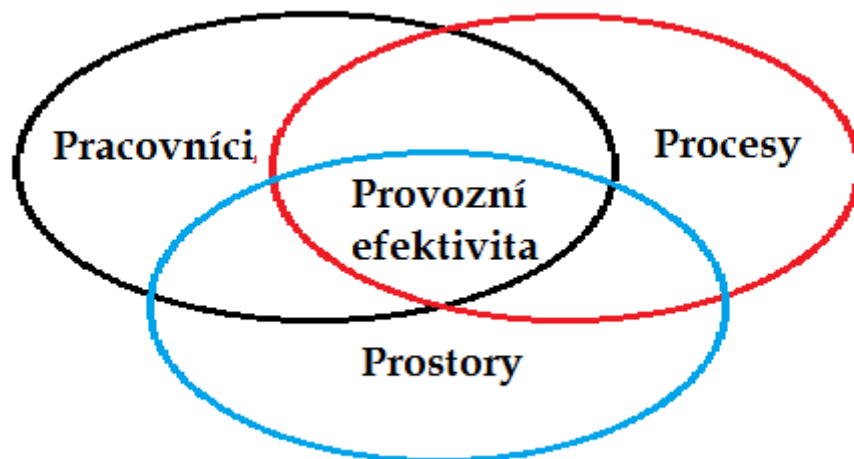 Pracovníci
Procesy
Provozní
efektivita
Prostory